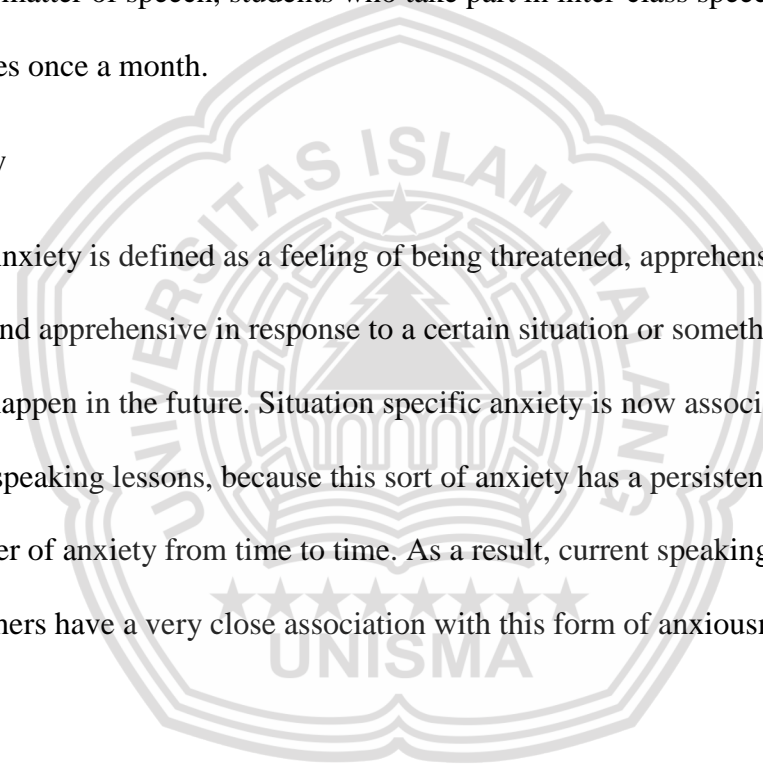 matter of speech, students who take part in inter-class speec
es once a month.
y
nxiety is defined as a feeling of being threatened, apprehens
nd apprehensive in response to a certain situation or someth
appen in the future. Situation specific anxiety is now associ
speaking lessons, because this sort of anxiety has a persisten
er of anxiety from time to time. As a result, current speaking
ners have a very close association with this form of anxiousn
UNIVERSITAS ISLAM MALANG
UNISMA